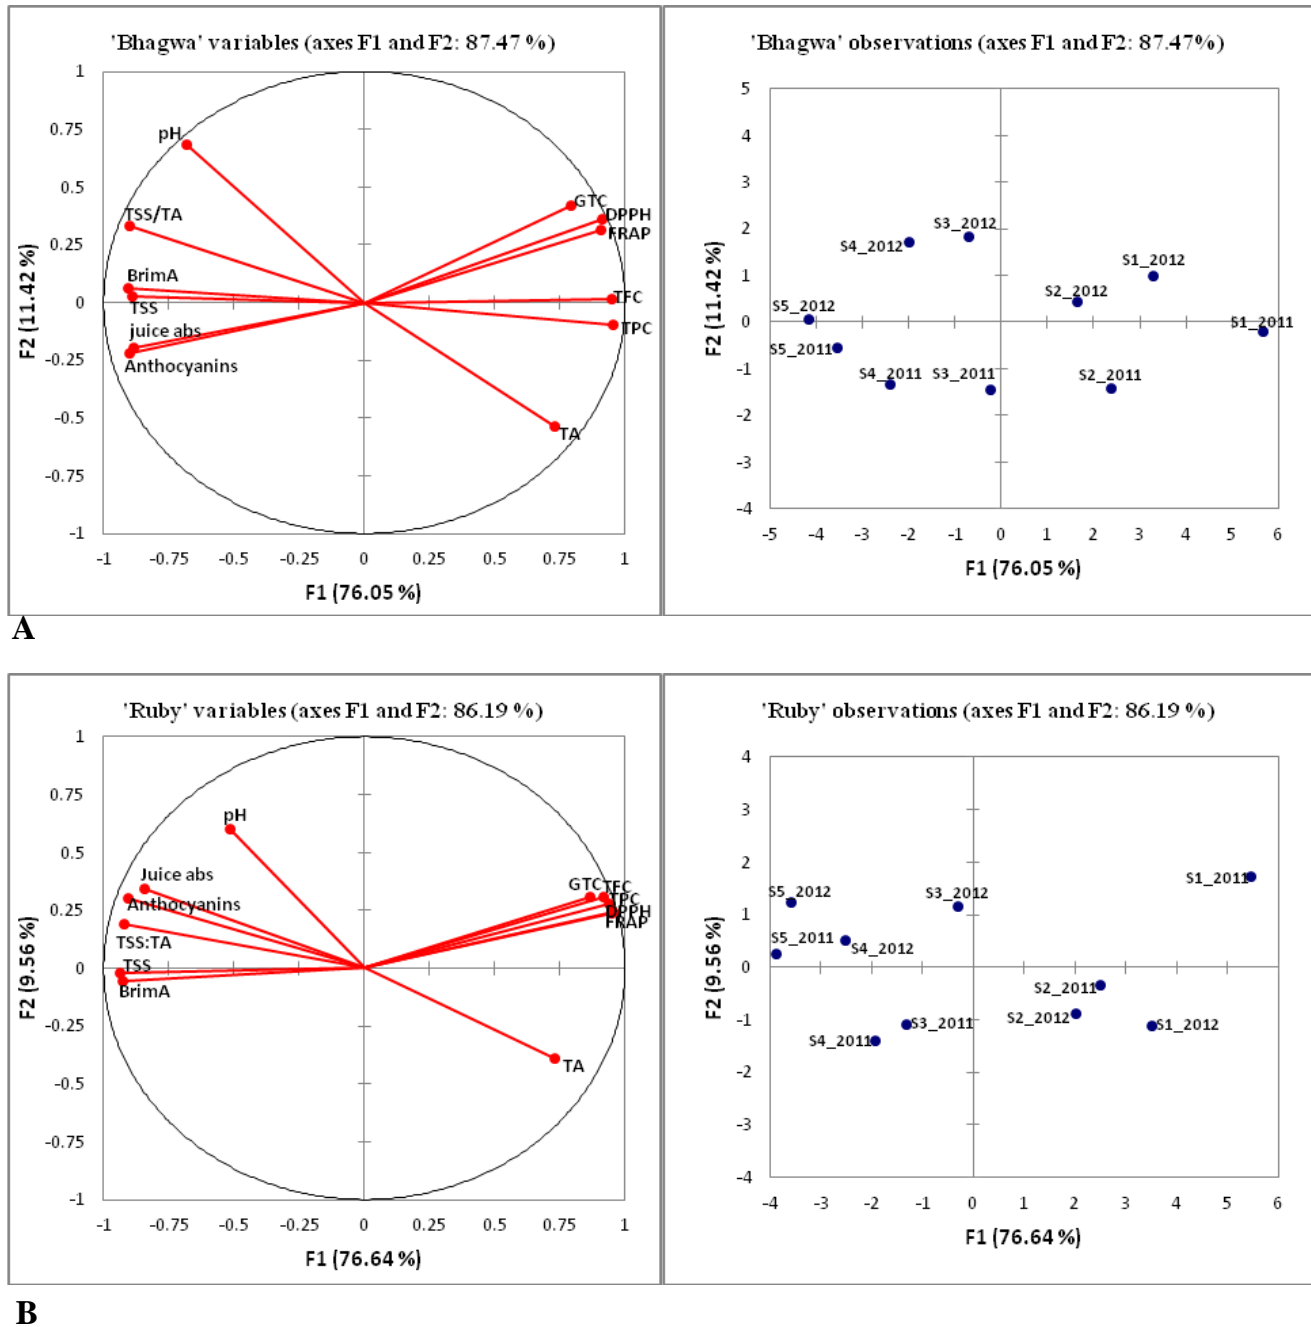 'Bhagwa' variables (axes F1 and F2: 87.47 %)
1
0.75
0.5
0.25
0
-0.25
-0.5
-0.75
-1
F2 (11.42 %)
pH
TSS/TA
BrimA
TSS
juice abs
Anthocyanins
GTC
DPPH
FRAP
TFC
TPC
TA
-1 -0.75 -0.5 -0.25 0 0.25 0.5 0.75 1
F1 (76.05 %)
'Bhagwa' observations (axes F1 and F2: 87.47%)
5
4
3
2
1
0
-1
-2
-3
-4
F2 (11.42 %)
S3_2012
S4_2012
S1_2012
S2_2012
S5_2012
S1_2011
S5_2011
S4_2011
S3_2011
S2_2011
-5 -4 -3 -2 -1 0 1 2 3 4 5 6
F1 (76.05 %)
A
'Ruby' variables (axes F1 and F2: 86.19 %)
1
0.75
0.5
0.25
0
-0.25
-0.5
-0.75
-1
F2 (9.56 %)
pH
Juice abs
Anthocyanins
TSS:TA
TSS
BrimA
GTC
TFC
TPC
DPPH
FRAP
TA
-1 -0.75 -0.5 -0.25 0 0.25 0.5 0.75 1
F1 (76.64 %)
'Ruby' observations (axes F1 and F2: 86.19 %)
4
3
2
1
0
-1
-2
-3
-4
F2 (9.56 %)
S1_2011
S5_2012
S3_2012
S5_2011
S4_2012
S2_2011
S2_2012
S1_2012
S3_2011
S4_2011
-4 -3 -2 -1 0 1 2 3 4 5 6
F1 (76.64 %)
B